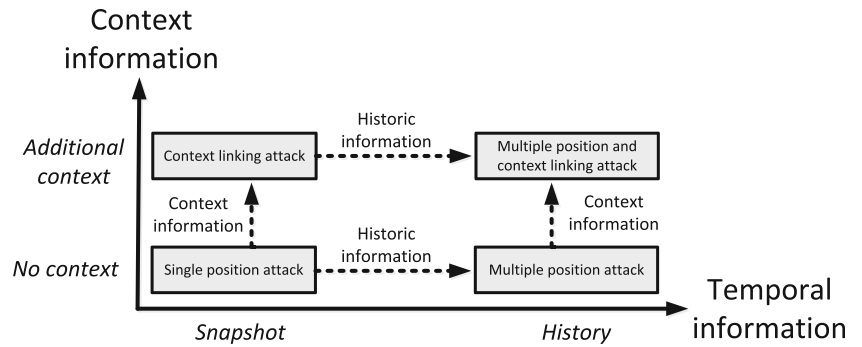 Context
information
Historic
information
Additional
context
Context linking attack
Multiple position and
context linking attack
Context
information
Context
information
Historic
information
No context
Single position attack
Multiple position attack
Temporal
information
Snapshot
History